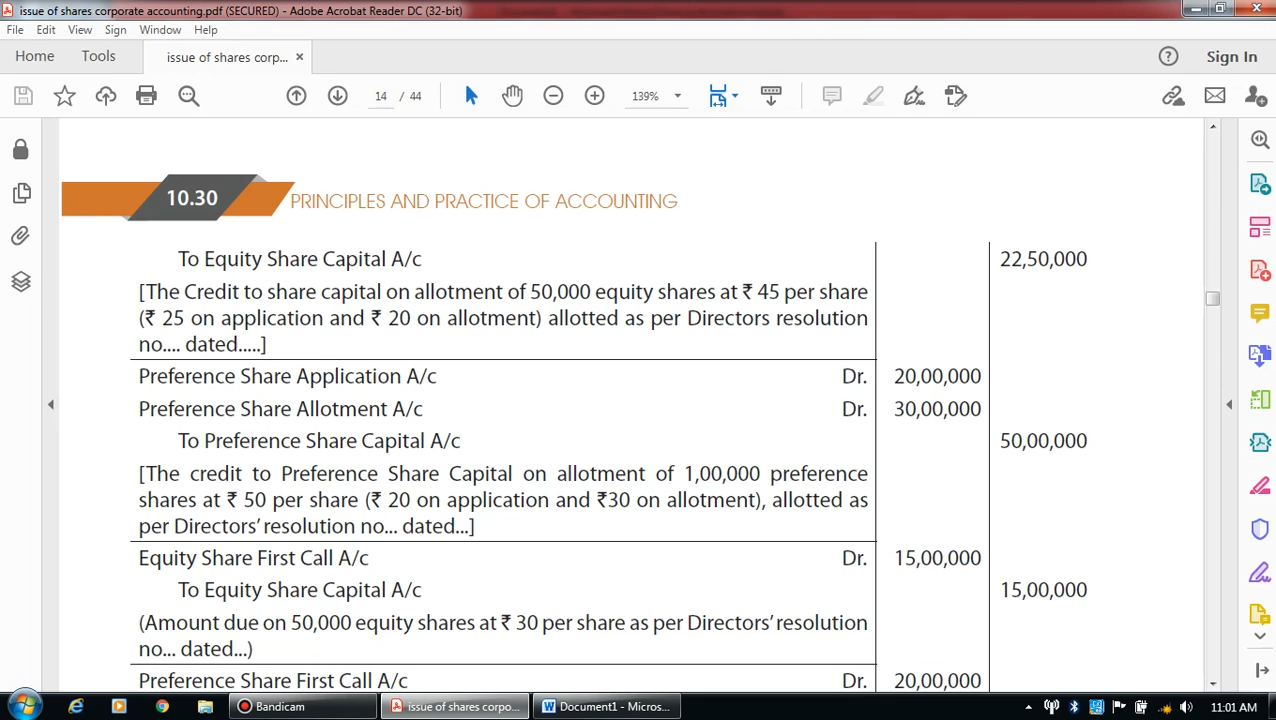 issue of shares corporate accounting.pdf (SECURED) - Adobe Acrobat Reader DC (32-bit)
File Edit View Sign Window Help
Home Tools issue of shares corp... × Sign In
14 / 44 139%
10.30 PRINCIPLES AND PRACTICE OF ACCOUNTING
To Equity Share Capital A/c 22,50,000
[The Credit to share capital on allotment of 50,000 equity shares at ₹ 45 per share
(₹ 25 on application and ₹ 20 on allotment) allotted as per Directors resolution
no.... dated.....]
Preference Share Application A/c Dr. 20,00,000
Preference Share Allotment A/c Dr. 30,00,000
To Preference Share Capital A/c 50,00,000
[The credit to Preference Share Capital on allotment of 1,00,000 preference
shares at ₹ 50 per share (₹ 20 on application and ₹30 on allotment), allotted as
per Directors’ resolution no... dated...]
Equity Share First Call A/c Dr. 15,00,000
To Equity Share Capital A/c 15,00,000
(Amount due on 50,000 equity shares at ₹ 30 per share as per Directors’ resolution
no... dated...)
Preference Share First Call A/c Dr. 20,00,000
Bandicam issue of shares corpo... Document1 - Micros... 11:01 AM